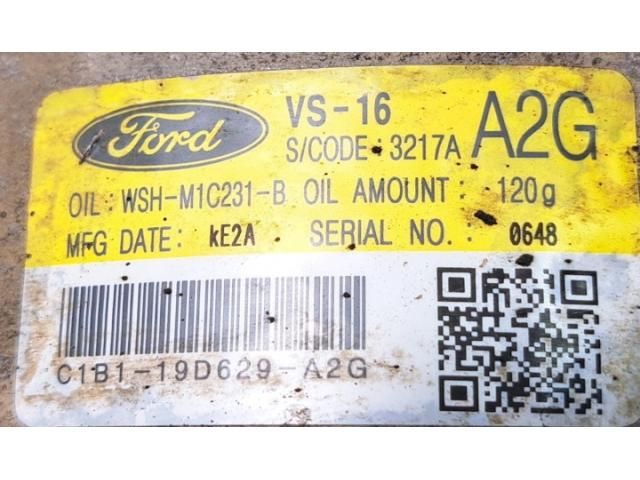 Ford VS-16 A2G
S/CODE : 3217A
OIL : WSH-M1C231-B OIL AMOUNT : 120g
MFG DATE : kE2A SERIAL NO. : 0648
C1B1-19D629-A2G